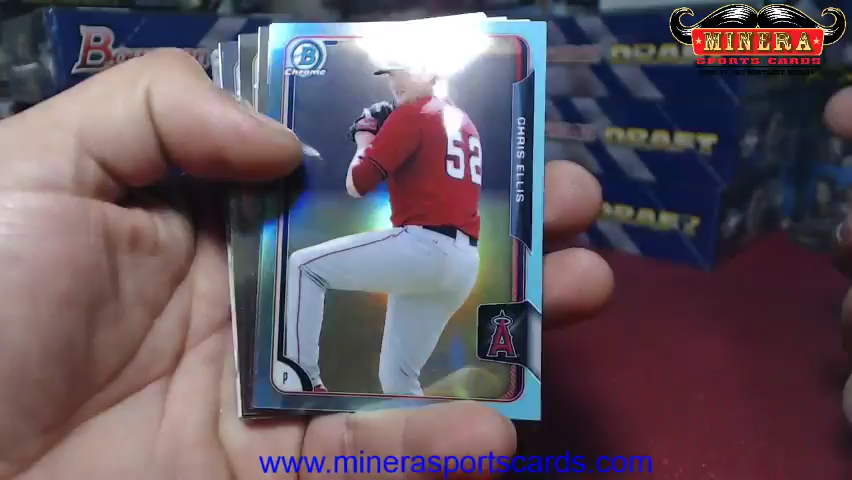 MINERA
SPORTS CARDS
B
Chrome
CHRIS ELLIS
52
A
P
DRAFT
DRAFT
DRAFT
www.minerasportscards.com